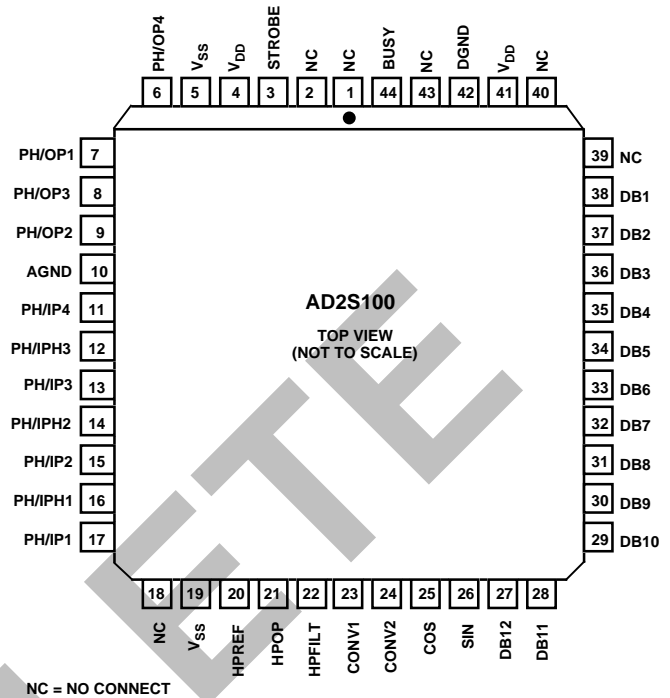 PH/OP4
VSS
VDD
STROBE
NC
NC
BUSY
NC
DGND
VDD
NC
6 5 4 3 2 1 44 43 42 41 40
PH/OP1 7
PH/OP3 8
PH/OP2 9
AGND 10
PH/IP4 11
PH/IPH3 12
PH/IP3 13
PH/IPH2 14
PH/IP2 15
PH/IPH1 16
PH/IP1 17
AD2S100
TOP VIEW
(NOT TO SCALE)
39 NC
38 DB1
37 DB2
36 DB3
35 DB4
34 DB5
33 DB6
32 DB7
31 DB8
30 DB9
29 DB10
18 19 20 21 22 23 24 25 26 27 28
NC
VSS
HPREF
HPOP
HPFILT
CONV1
CONV2
COS
SIN
DB12
DB11
NC = NO CONNECT
ETE